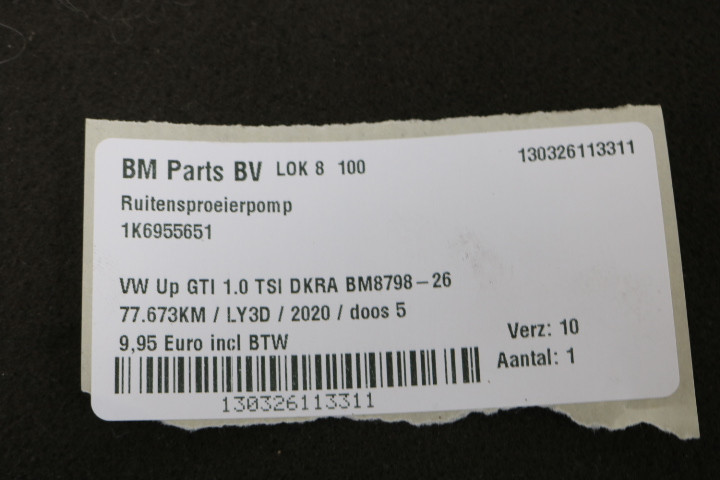 BM Parts BV LOK 8 100 130326113311
Ruitensproeierpomp
1K6955651
VW Up GTI 1.0 TSI DKRA BM8798-26
77.673KM / LY3D / 2020 / doos 5
9,95 Euro incl BTW
Verz: 10
Aantal: 1
130326113311